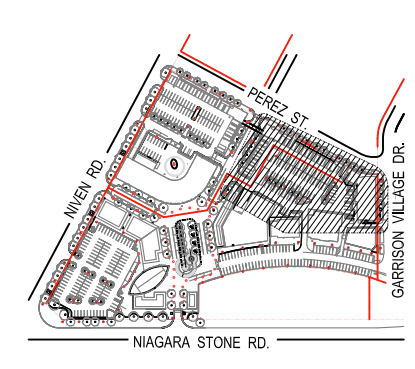 PEREZ ST
NIVEN RD.
GARRISON VILLAGE DR.
NIAGARA STONE RD.